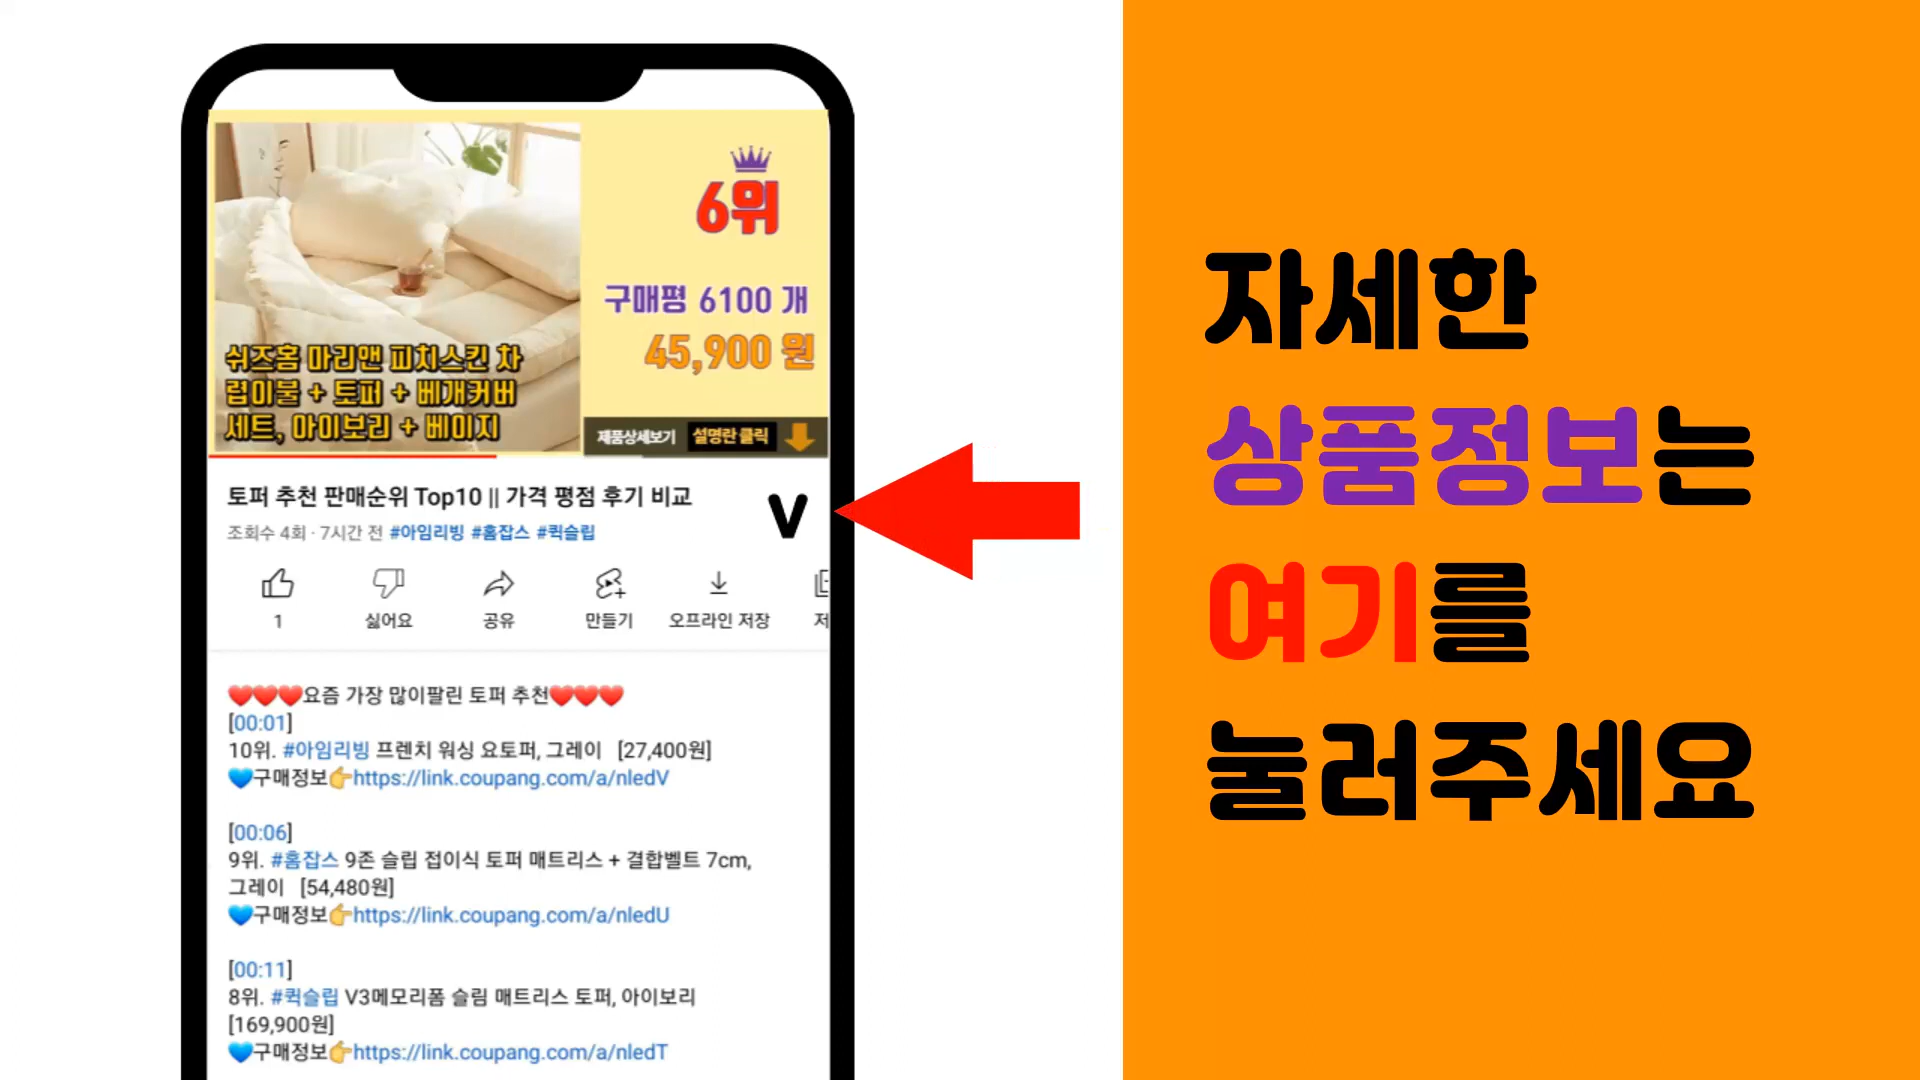 6위
구매평 6100 개
45,900 원
쉬즈홈 마리앤 피치스킨 차
렵이불 + 토퍼 + 베개커버
세트, 아이보리 + 베이지
제품상세보기 설명란 클릭
토퍼 추천 판매순위 Top10 || 가격 평점 후기 비교
V
조회수 4회 · 7시간 전 #아임리빙 #홈잡스 #퀵슬립
1 싫어요 공유 만들기 오프라인 저장 저
❤️❤️❤️요즘 가장 많이팔린 토퍼 추천❤️❤️❤️
[00:01]
10위. #아임리빙 프렌치 워싱 요토퍼, 그레이 [27,400원]
💙구매정보👉https://link.coupang.com/a/nledV
[00:06]
9위. #홈잡스 9존 슬립 접이식 토퍼 매트리스 + 결합벨트 7cm,
그레이 [54,480원]
💙구매정보👉https://link.coupang.com/a/nledU
[00:11]
8위. #퀵슬립 V3메모리폼 슬림 매트리스 토퍼, 아이보리
[169,900원]
💙구매정보👉https://link.coupang.com/a/nledT
자세한
상품정보는
여기를
눌러주세요